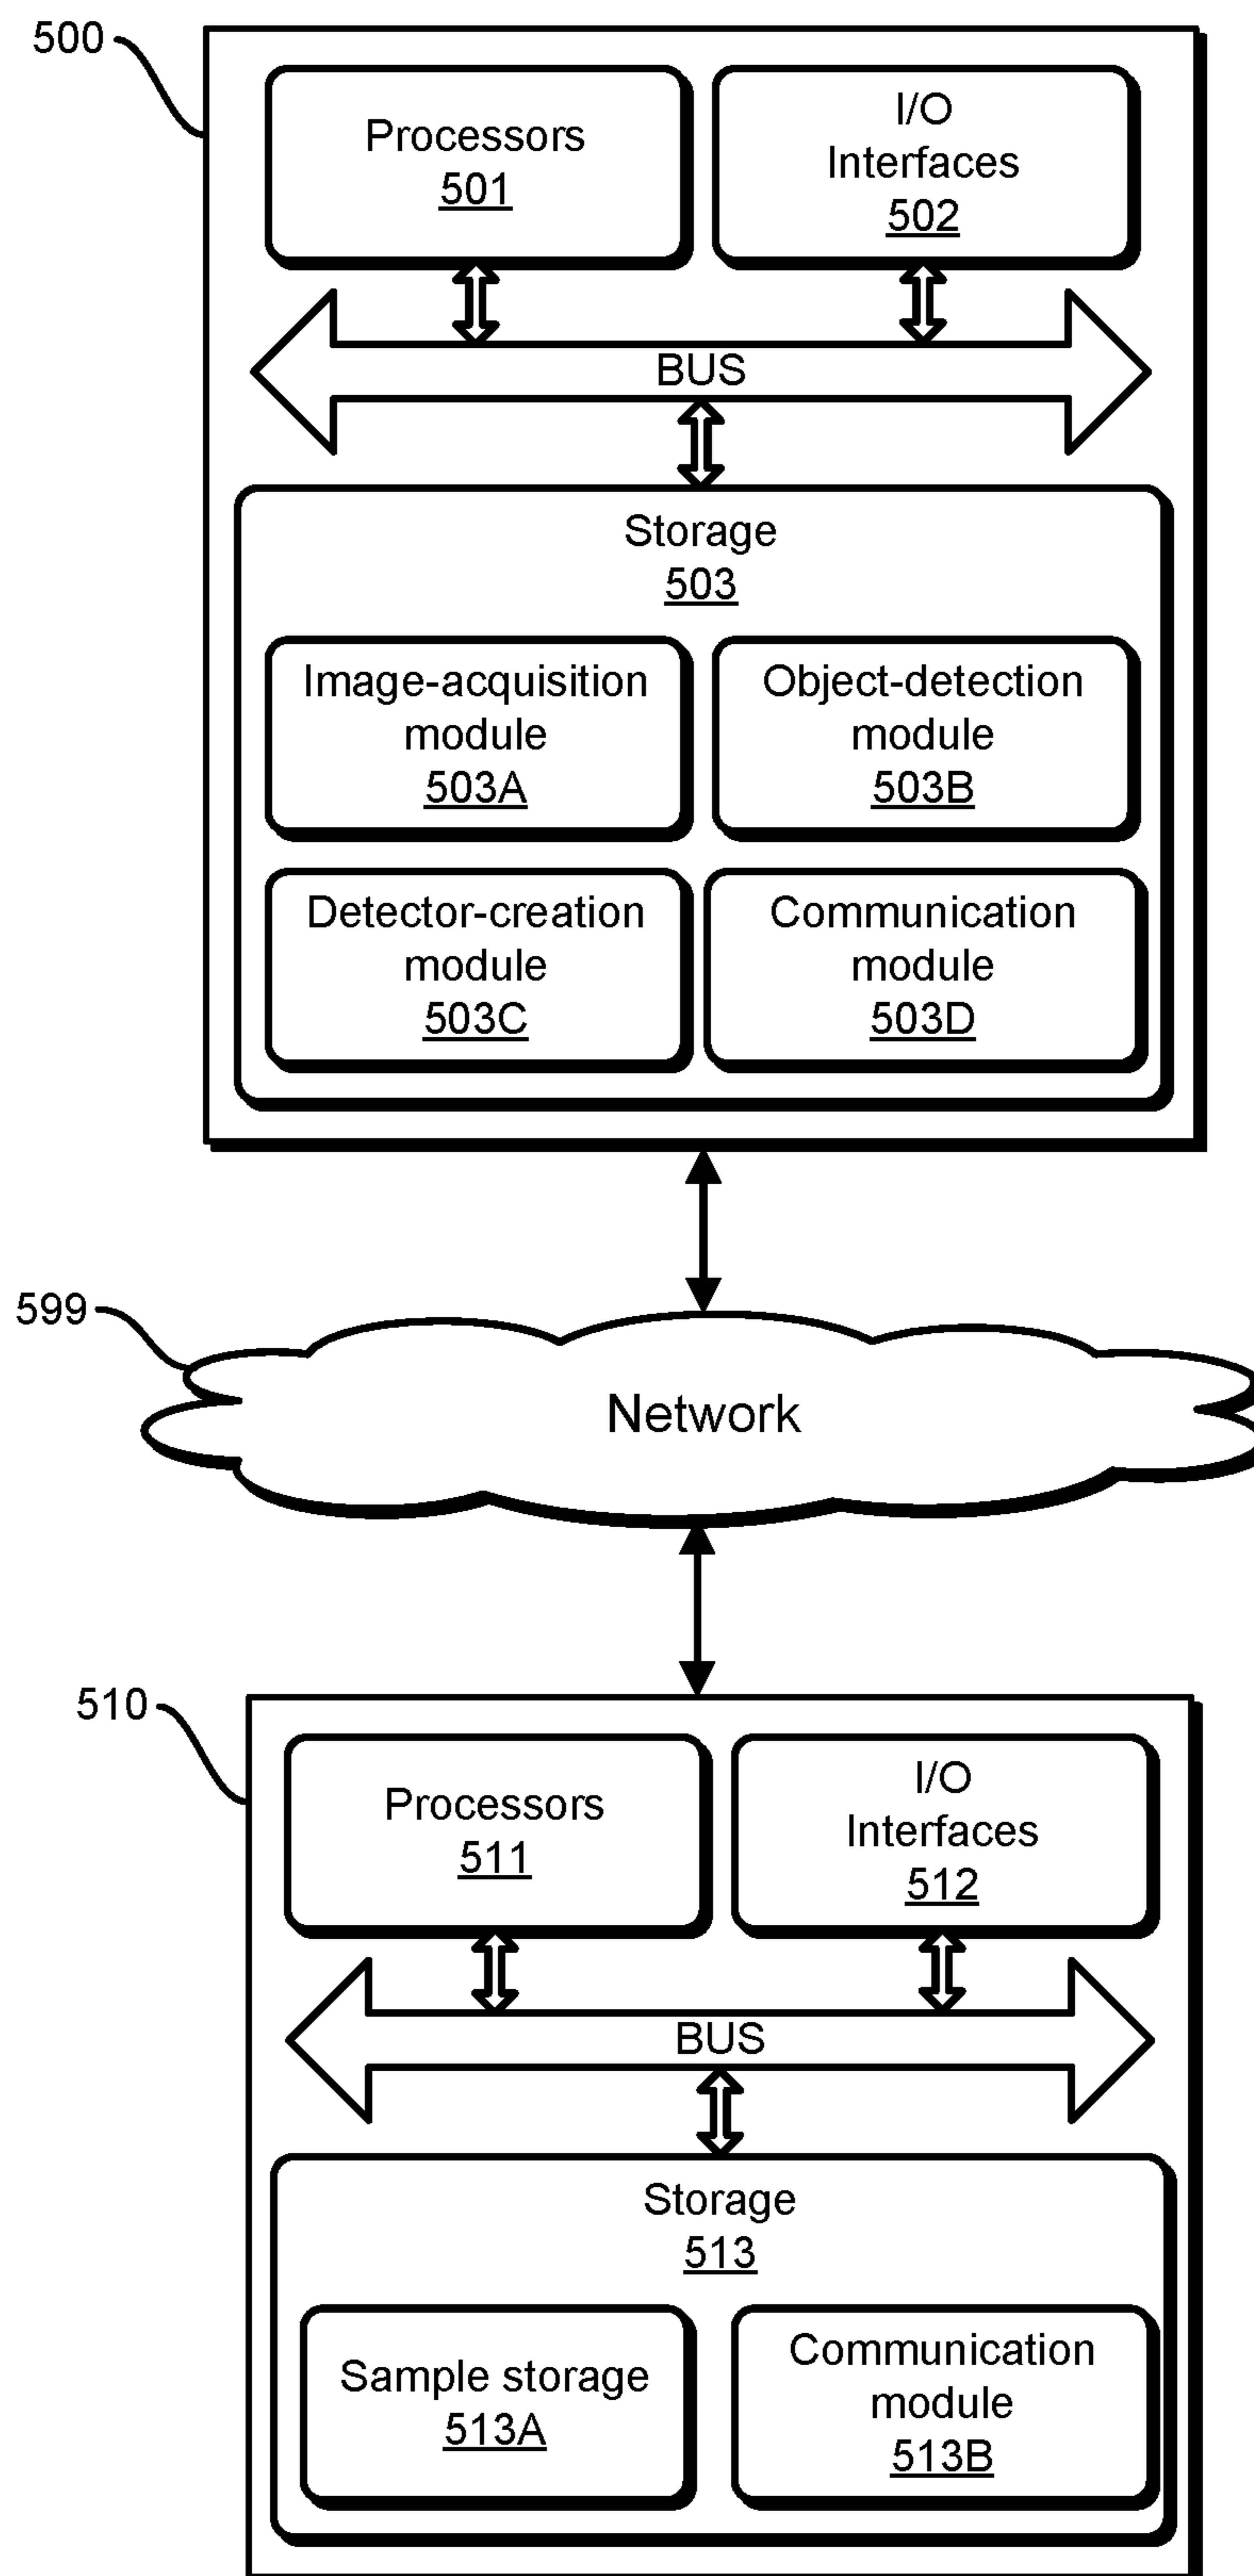 500
Processors
501
I/O
Interfaces
502
BUS
Storage
503
Image-acquisition
module
503A
Object-detection
module
503B
Detector-creation
module
503C
Communication
module
503D
599
Network
510
Processors
511
I/O
Interfaces
512
BUS
Storage
513
Sample storage
513A
Communication
module
513B